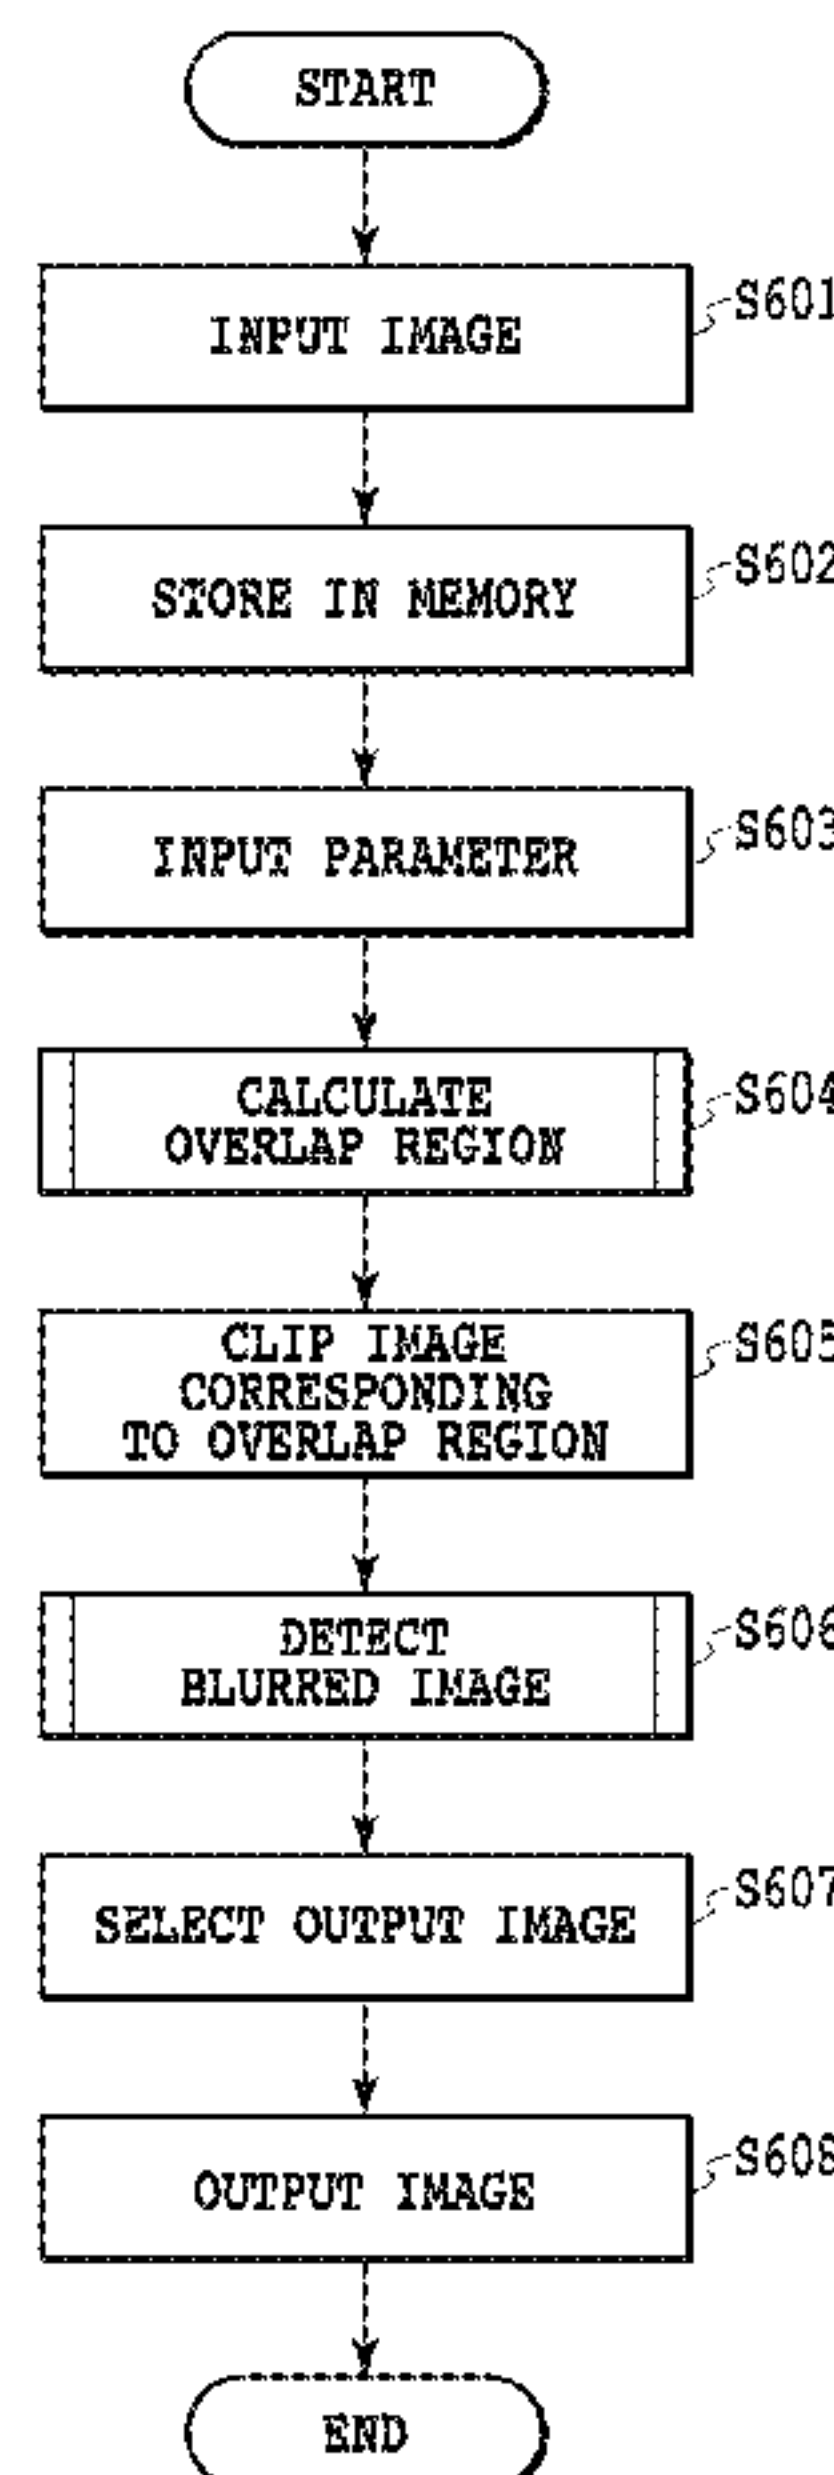 START
INPUT IMAGE
S601
STORE IN MEMORY
S602
INPUT PARAMETER
S603
CALCULATE
OVERLAP REGION
S604
CLIP IMAGE
CORRESPONDING
TO OVERLAP REGION
S605
DETECT
BLURRED IMAGE
S606
SELECT OUTPUT IMAGE
S607
OUTPUT IMAGE
S608
END